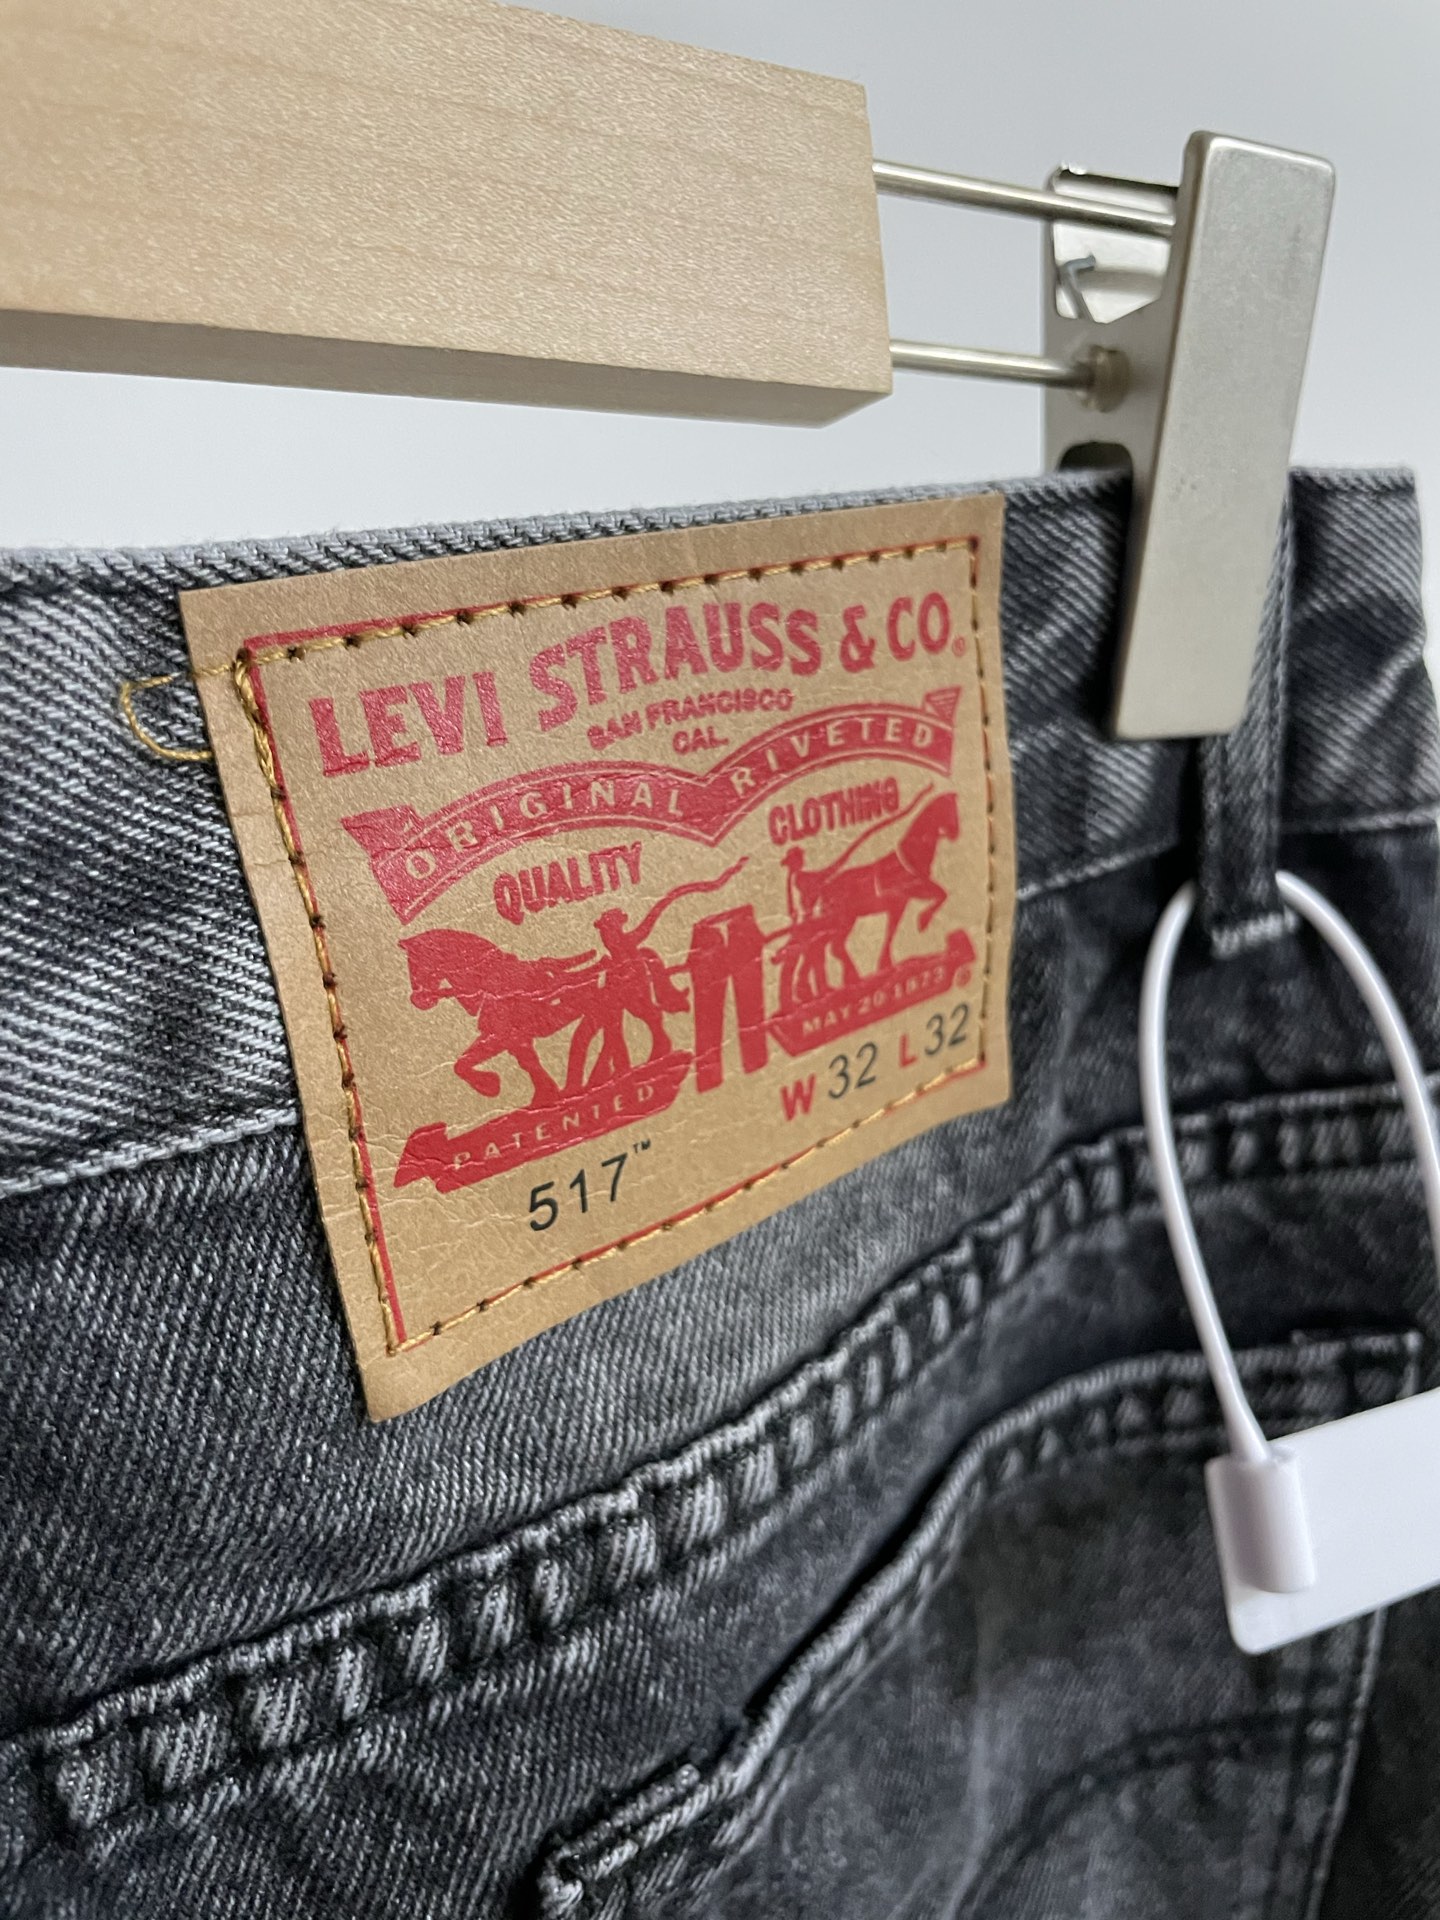 LEVI STRAUSS & CO.®
SAN FRANCISCO
CAL.
ORIGINAL RIVETED
QUALITY CLOTHING
PATENTED MAY 20 1873 ®
W 32 L 32
517™